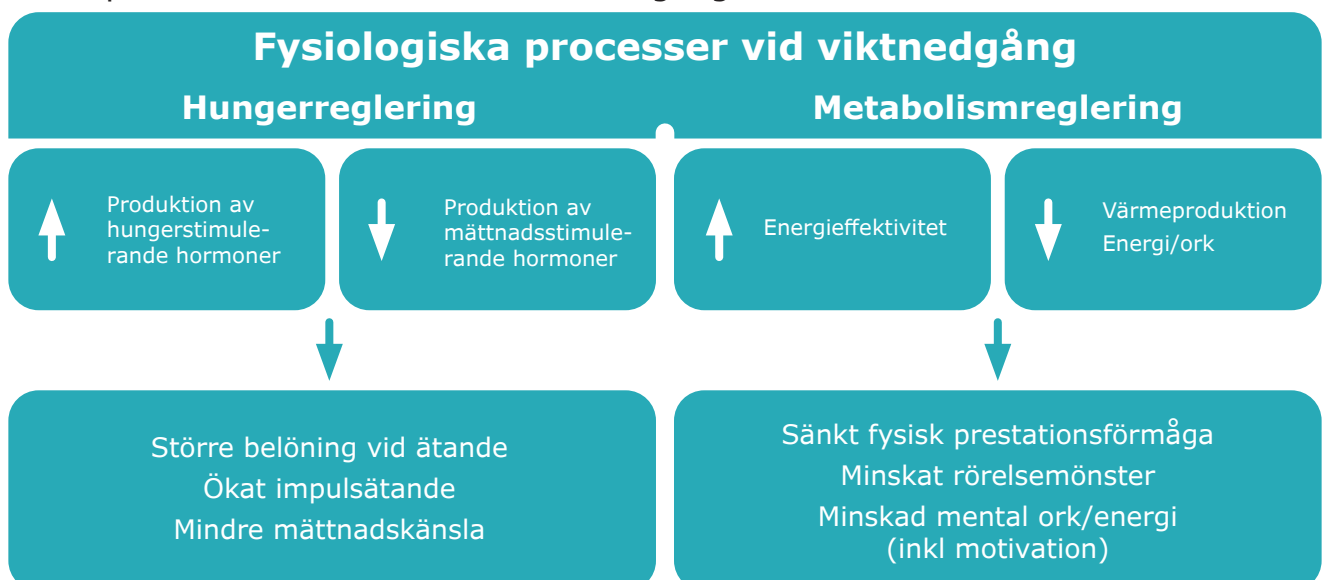 Fysiologiska processer vid viktnedgång
Hungerreglering
Metabolismreglering
Produktion av
hungerstimule-
rande hormoner
Produktion av
mättnadsstimule-
rande hormoner
Energieffektivitet
Värmeproduktion
Energi/ork
Större belöning vid ätande
Ökat impulsätande
Mindre mättnadskänsla
Sänkt fysisk prestationsförmåga
Minskat rörelsemönster
Minskad mental ork/energi
(inkl motivation)